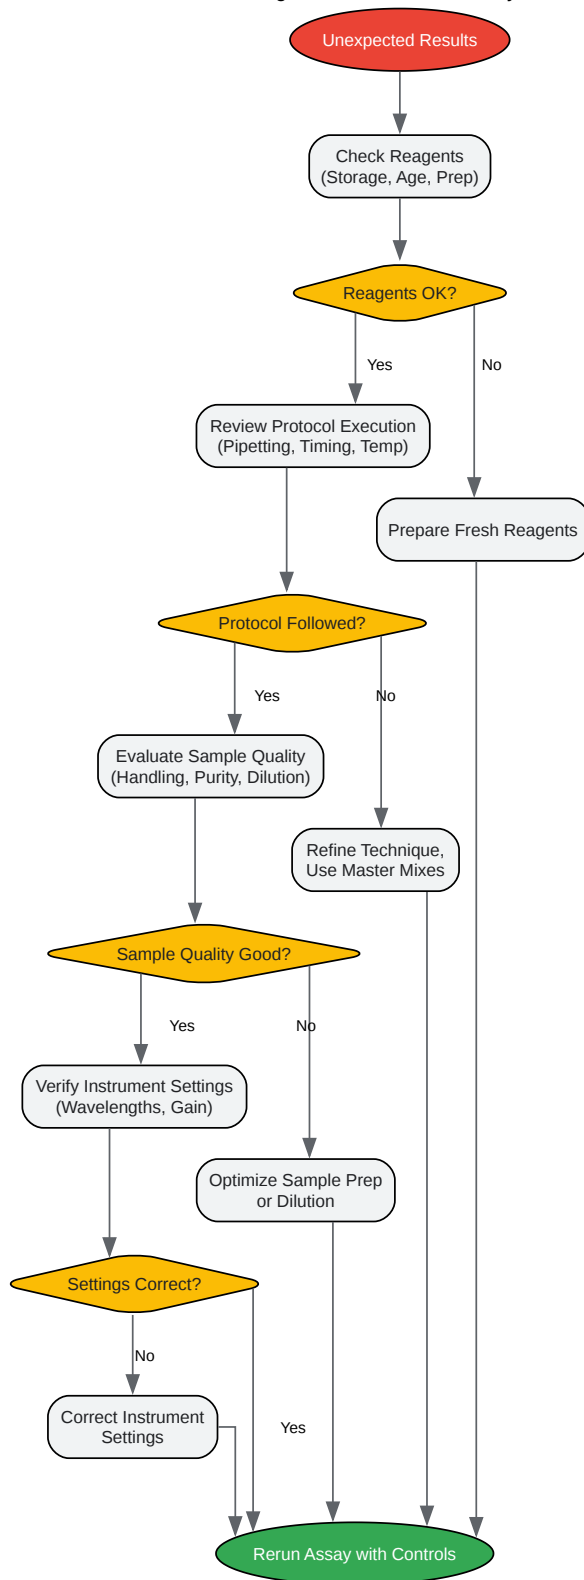 Unexpected Results
Check Reagents
(Storage, Age, Prep)
Reagents OK?
Yes
No
Review Protocol Execution
(Pipetting, Timing, Temp)
Prepare Fresh Reagents
Protocol Followed?
Yes
No
Evaluate Sample Quality
(Handling, Purity, Dilution)
Refine Technique,
Use Master Mixes
Sample Quality Good?
Yes
No
Verify Instrument Settings
(Wavelengths, Gain)
Optimize Sample Prep
or Dilution
Settings Correct?
No
Correct Instrument
Settings
Yes
Rerun Assay with Controls